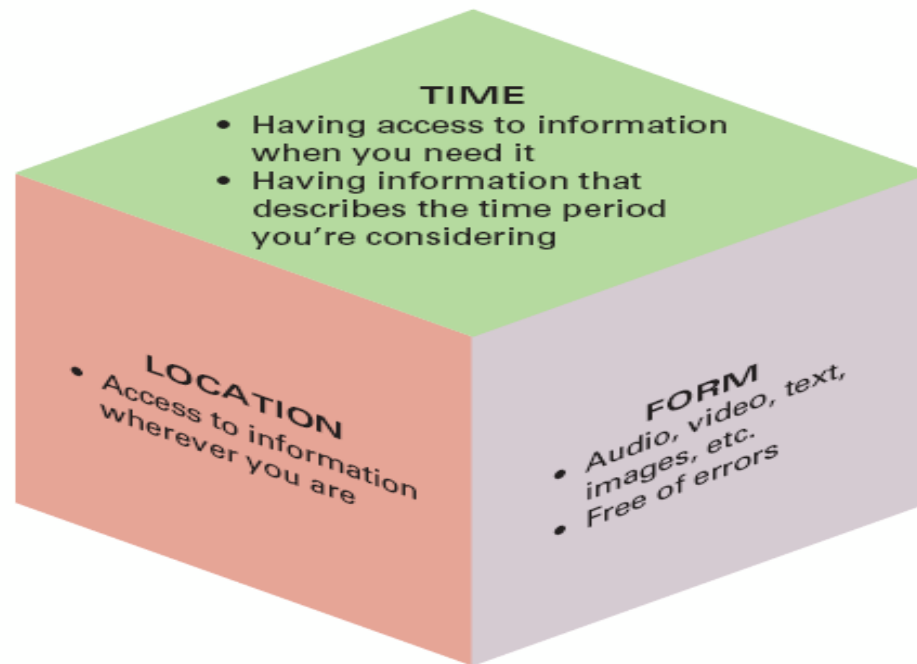 TIME
• Having access to information
when you need it
• Having information that
describes the time period
you’re considering
LOCATION
• Access to information
wherever you are
FORM
• Audio, video, text,
images, etc.
• Free of errors